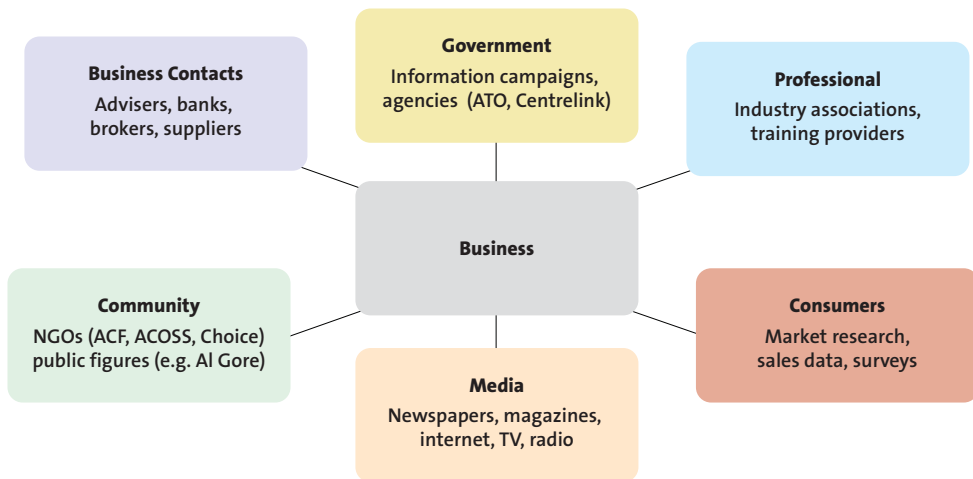 Government
Information campaigns,
agencies (ATO, Centrelink)
Business Contacts
Advisers, banks,
brokers, suppliers
Professional
Industry associations,
training providers
Business
Community
NGOs (ACF, ACOSS, Choice)
public figures (e.g. Al Gore)
Consumers
Market research,
sales data, surveys
Media
Newspapers, magazines,
internet, TV, radio